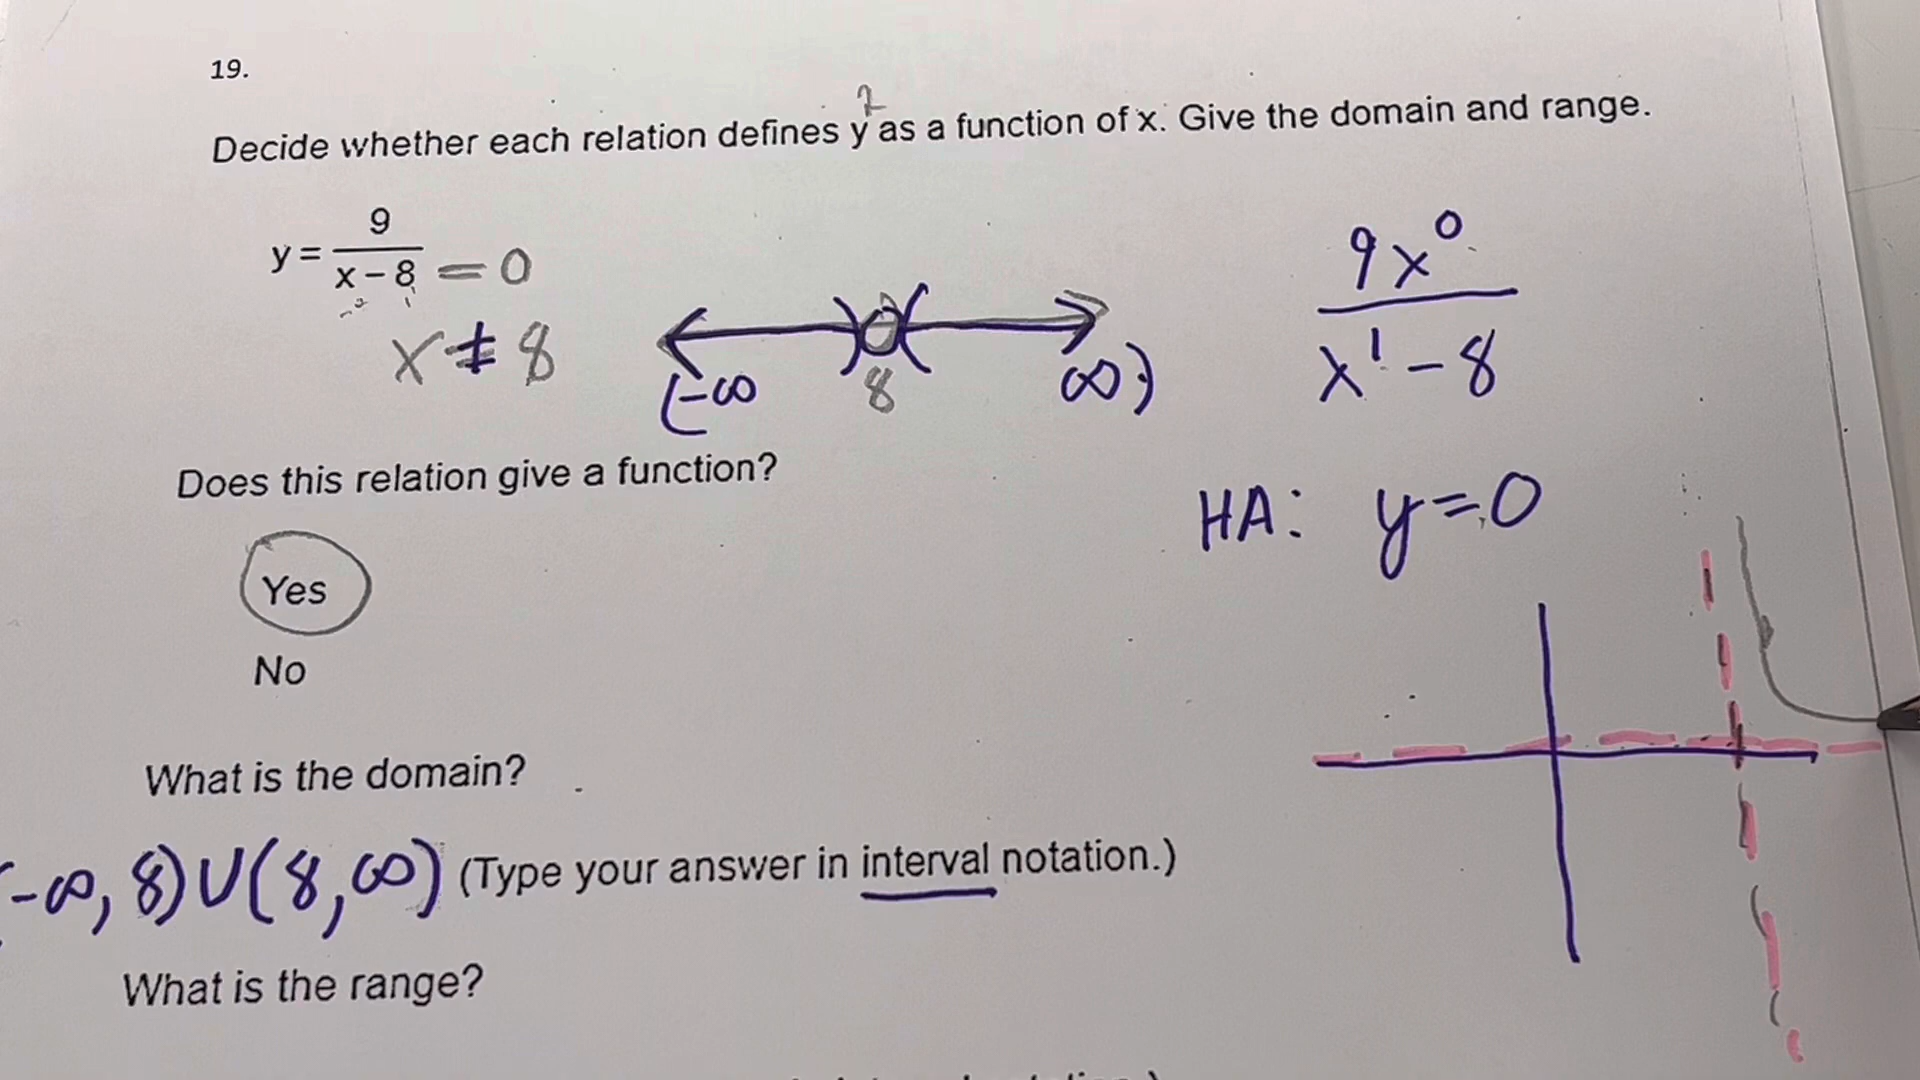 19.
2
Decide whether each relation defines y as a function of x. Give the domain and range.
y = 9 / (x - 8) = 0
x ≠ 8
(-∞ 8 ∞)
9x⁰
x¹ - 8
Does this relation give a function?
HA: y = 0
Yes
No
What is the domain?
(-∞, 8) ∪ (8, ∞) (Type your answer in interval notation.)
What is the range?